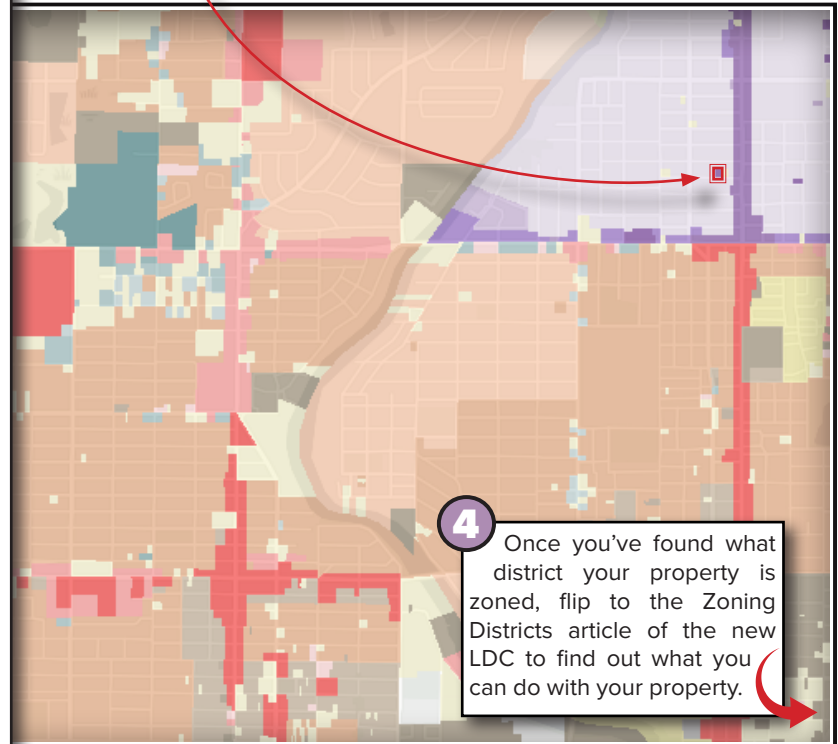 4
Once you've found what
district your property is
zoned, flip to the Zoning
Districts article of the new
LDC to find out what you
can do with your property.